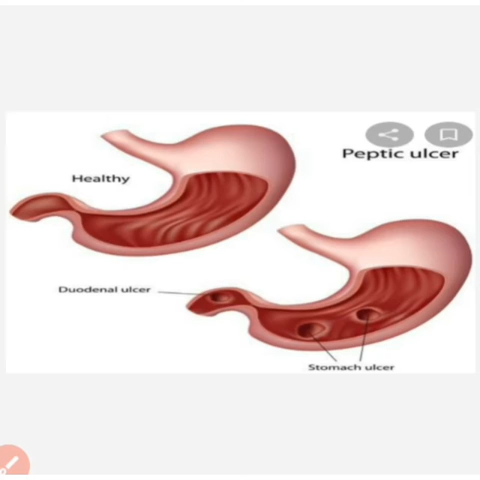 Peptic ulcer
Healthy
Duodenal ulcer
Stomach ulcer